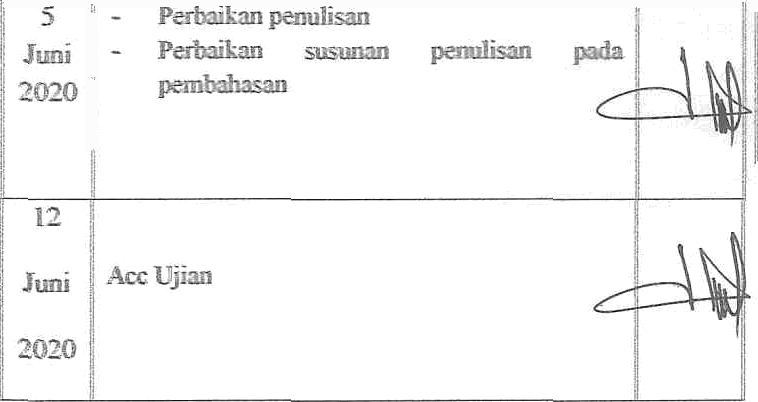 5
Juni
2020
- Perbaikan penulisan
- Perbaikan susunan penulisan pada
pembahasan
12
Juni
2020
Acc Ujian